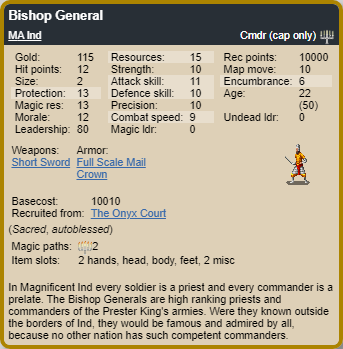 Bishop General
MA Ind Cmdr (cap only)
Gold: 115 Resources: 15 Rec points: 10000
Hit points: 12 Strength: 10 Map move: 10
Size: 2 Attack skill: 11 Encumbrance: 6
Protection: 13 Defence skill: 10 Age: 22
Magic res: 13 Precision: 10 (50)
Morale: 12 Combat speed: 9 Undead ldr: 0
Leadership: 80 Magic ldr: 0
Weapons: Armor:
Short Sword Full Scale Mail
Crown
Basecost: 10010
Recruited from: The Onyx Court
(Sacred, autoblessed)
Magic paths: 2
Item slots: 2 hands, head, body, feet, 2 misc
In Magnificent Ind every soldier is a priest and every commander is a
prelate. The Bishop Generals are high ranking priests and
commanders of the Prester King's armies. Were they known outside
the borders of Ind, they would be famous and admired by all,
because no other nation has such competent commanders.